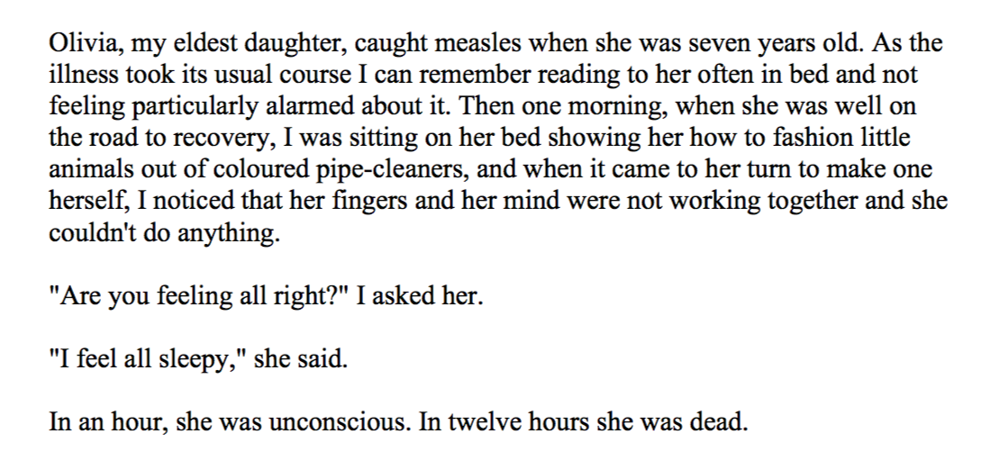 Olivia, my eldest daughter, caught measles when she was seven years old. As the
illness took its usual course I can remember reading to her often in bed and not
feeling particularly alarmed about it. Then one morning, when she was well on
the road to recovery, I was sitting on her bed showing her how to fashion little
animals out of coloured pipe-cleaners, and when it came to her turn to make one
herself, I noticed that her fingers and her mind were not working together and she
couldn't do anything.
"Are you feeling all right?" I asked her.
"I feel all sleepy," she said.
In an hour, she was unconscious. In twelve hours she was dead.